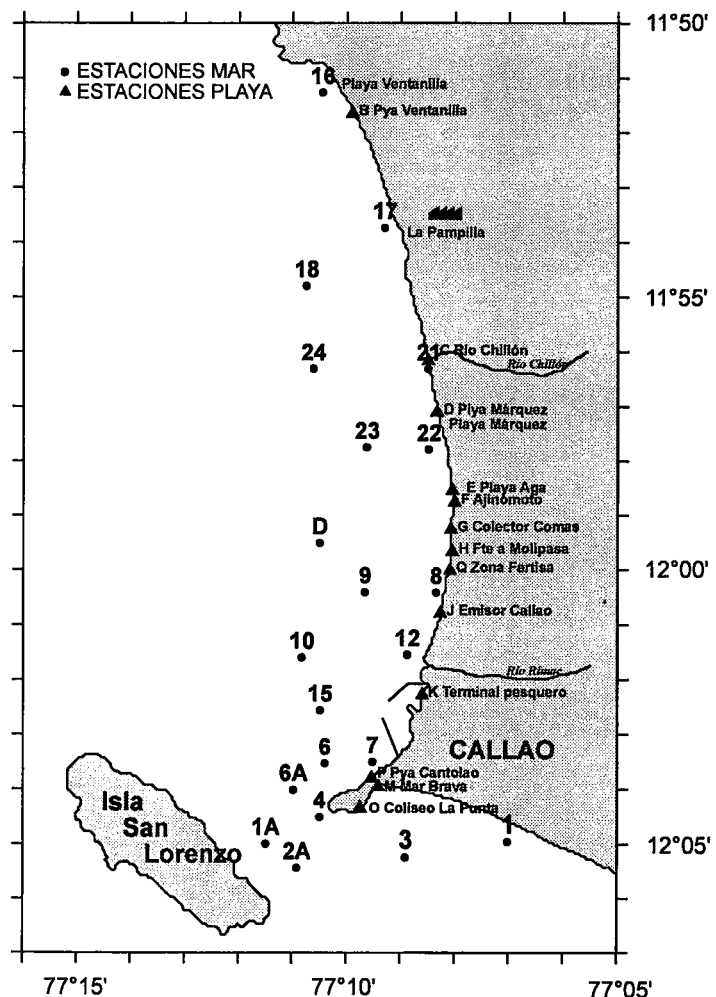 11°50'
ESTACIONES MAR
ESTACIONES PLAYA
16
Playa Ventanilla
B Pya Ventanilla
17
La Pampilla
18
11°55'
24
21
C Río Chillón
Río Chillón
D Plya Márquez
Playa Márquez
23
22
E Playa Aga
F Ajinomoto
D
G Colector Comas
H Fte a Molipasa
Q Zona Fertisa
12°00'
9
8
J Emisor Callao
10
12
Río Rimac
K Terminal pesquero
15
6
7
CALLAO
P Pya Cantolao
6A
M Mar Brava
Isla
San
Lorenzo
4
O Coliseo La Punta
1A
2A
3
1
12°05'
77°15'
77°10'
77°05'